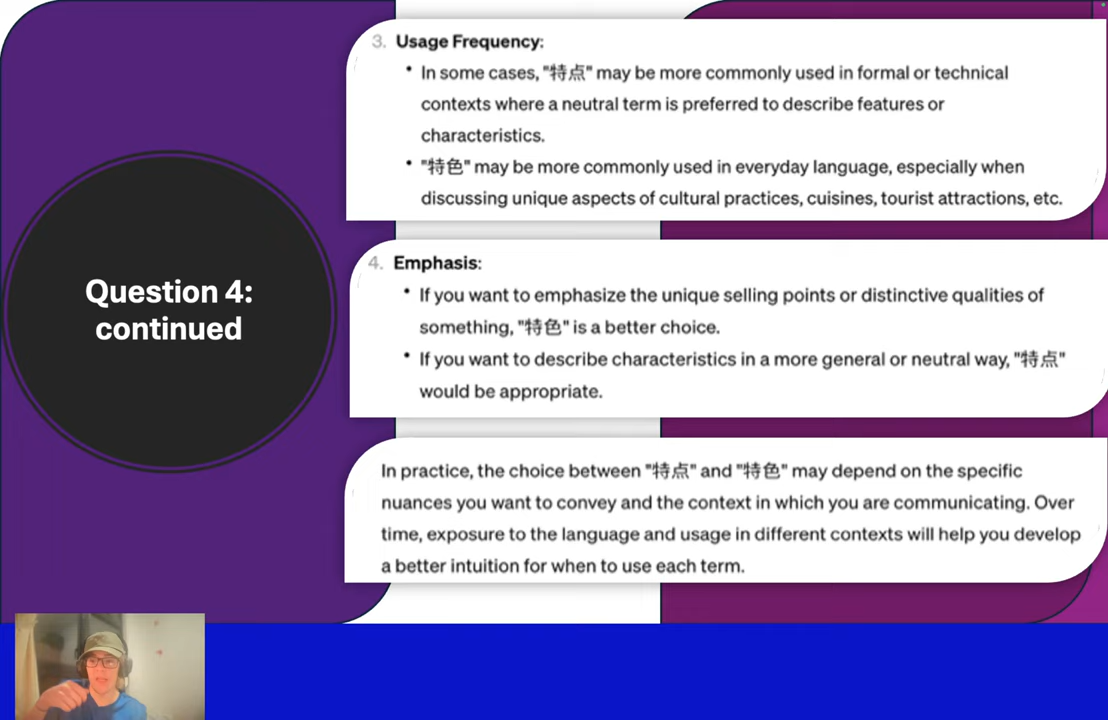 Question 4:
continued
3. Usage Frequency:
• In some cases, "特点" may be more commonly used in formal or technical
contexts where a neutral term is preferred to describe features or
characteristics.
• "特色" may be more commonly used in everyday language, especially when
discussing unique aspects of cultural practices, cuisines, tourist attractions, etc.
4. Emphasis:
• If you want to emphasize the unique selling points or distinctive qualities of
something, "特色" is a better choice.
• If you want to describe characteristics in a more general or neutral way, "特点"
would be appropriate.
In practice, the choice between "特点" and "特色" may depend on the specific
nuances you want to convey and the context in which you are communicating. Over
time, exposure to the language and usage in different contexts will help you develop
a better intuition for when to use each term.